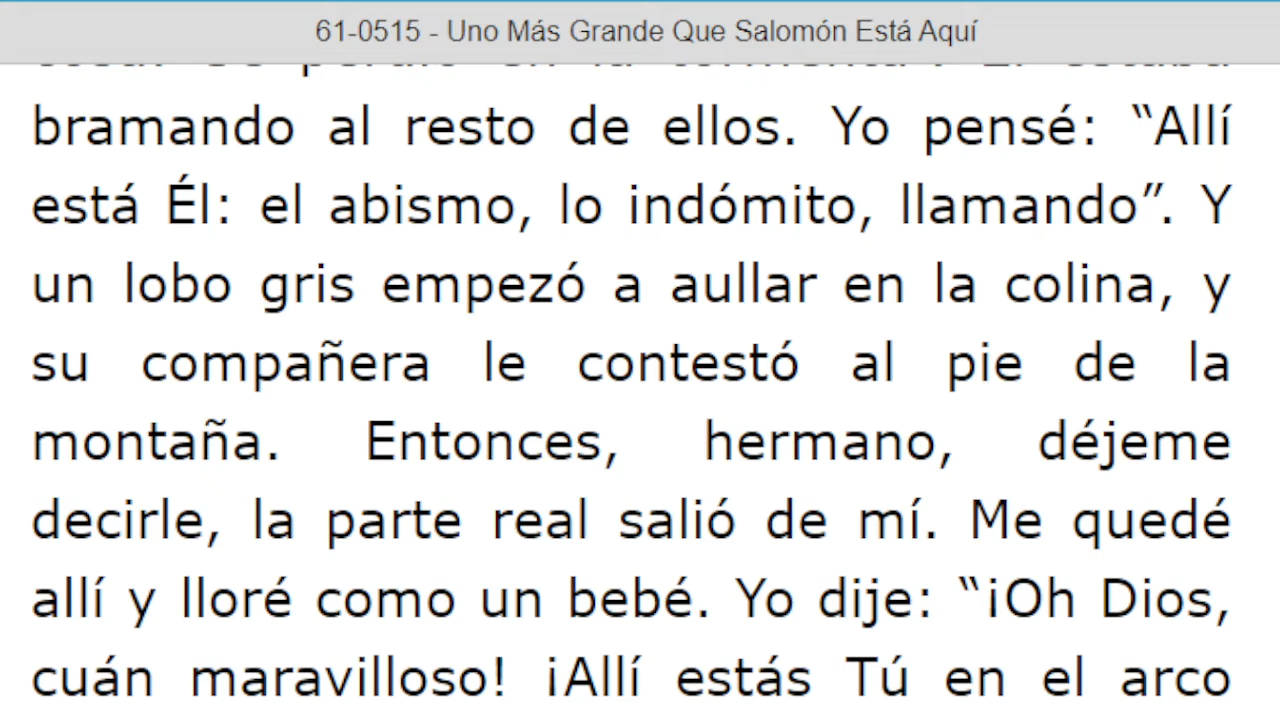 61-0515 - Uno Más Grande Que Salomón Está Aquí
bramando al resto de ellos. Yo pensé: “Allí
está Él: el abismo, lo indómito, llamando”. Y
un lobo gris empezó a aullar en la colina, y
su compañera le contestó al pie de la
montaña. Entonces, hermano, déjeme
decirle, la parte real salió de mí. Me quedé
allí y lloré como un bebé. Yo dije: “¡Oh Dios,
cuán maravilloso! ¡Allí estás Tú en el arco